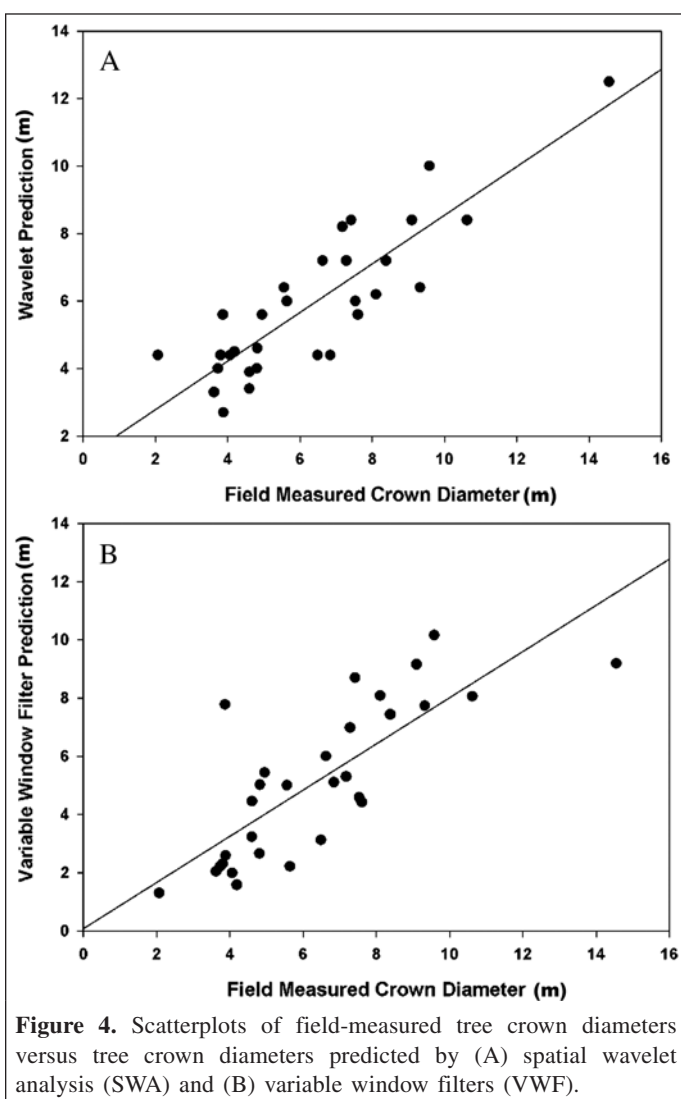 A
Wavelet Prediction (m)
14
12
10
8
6
4
2
0 2 4 6 8 10 12 14 16
Field Measured Crown Diameter (m)
B
Variable Window Filter Prediction (m)
14
12
10
8
6
4
2
0
0 2 4 6 8 10 12 14 16
Field Measured Crown Diameter (m)
Figure 4. Scatterplots of field-measured tree crown diameters
versus tree crown diameters predicted by (A) spatial wavelet
analysis (SWA) and (B) variable window filters (VWF).